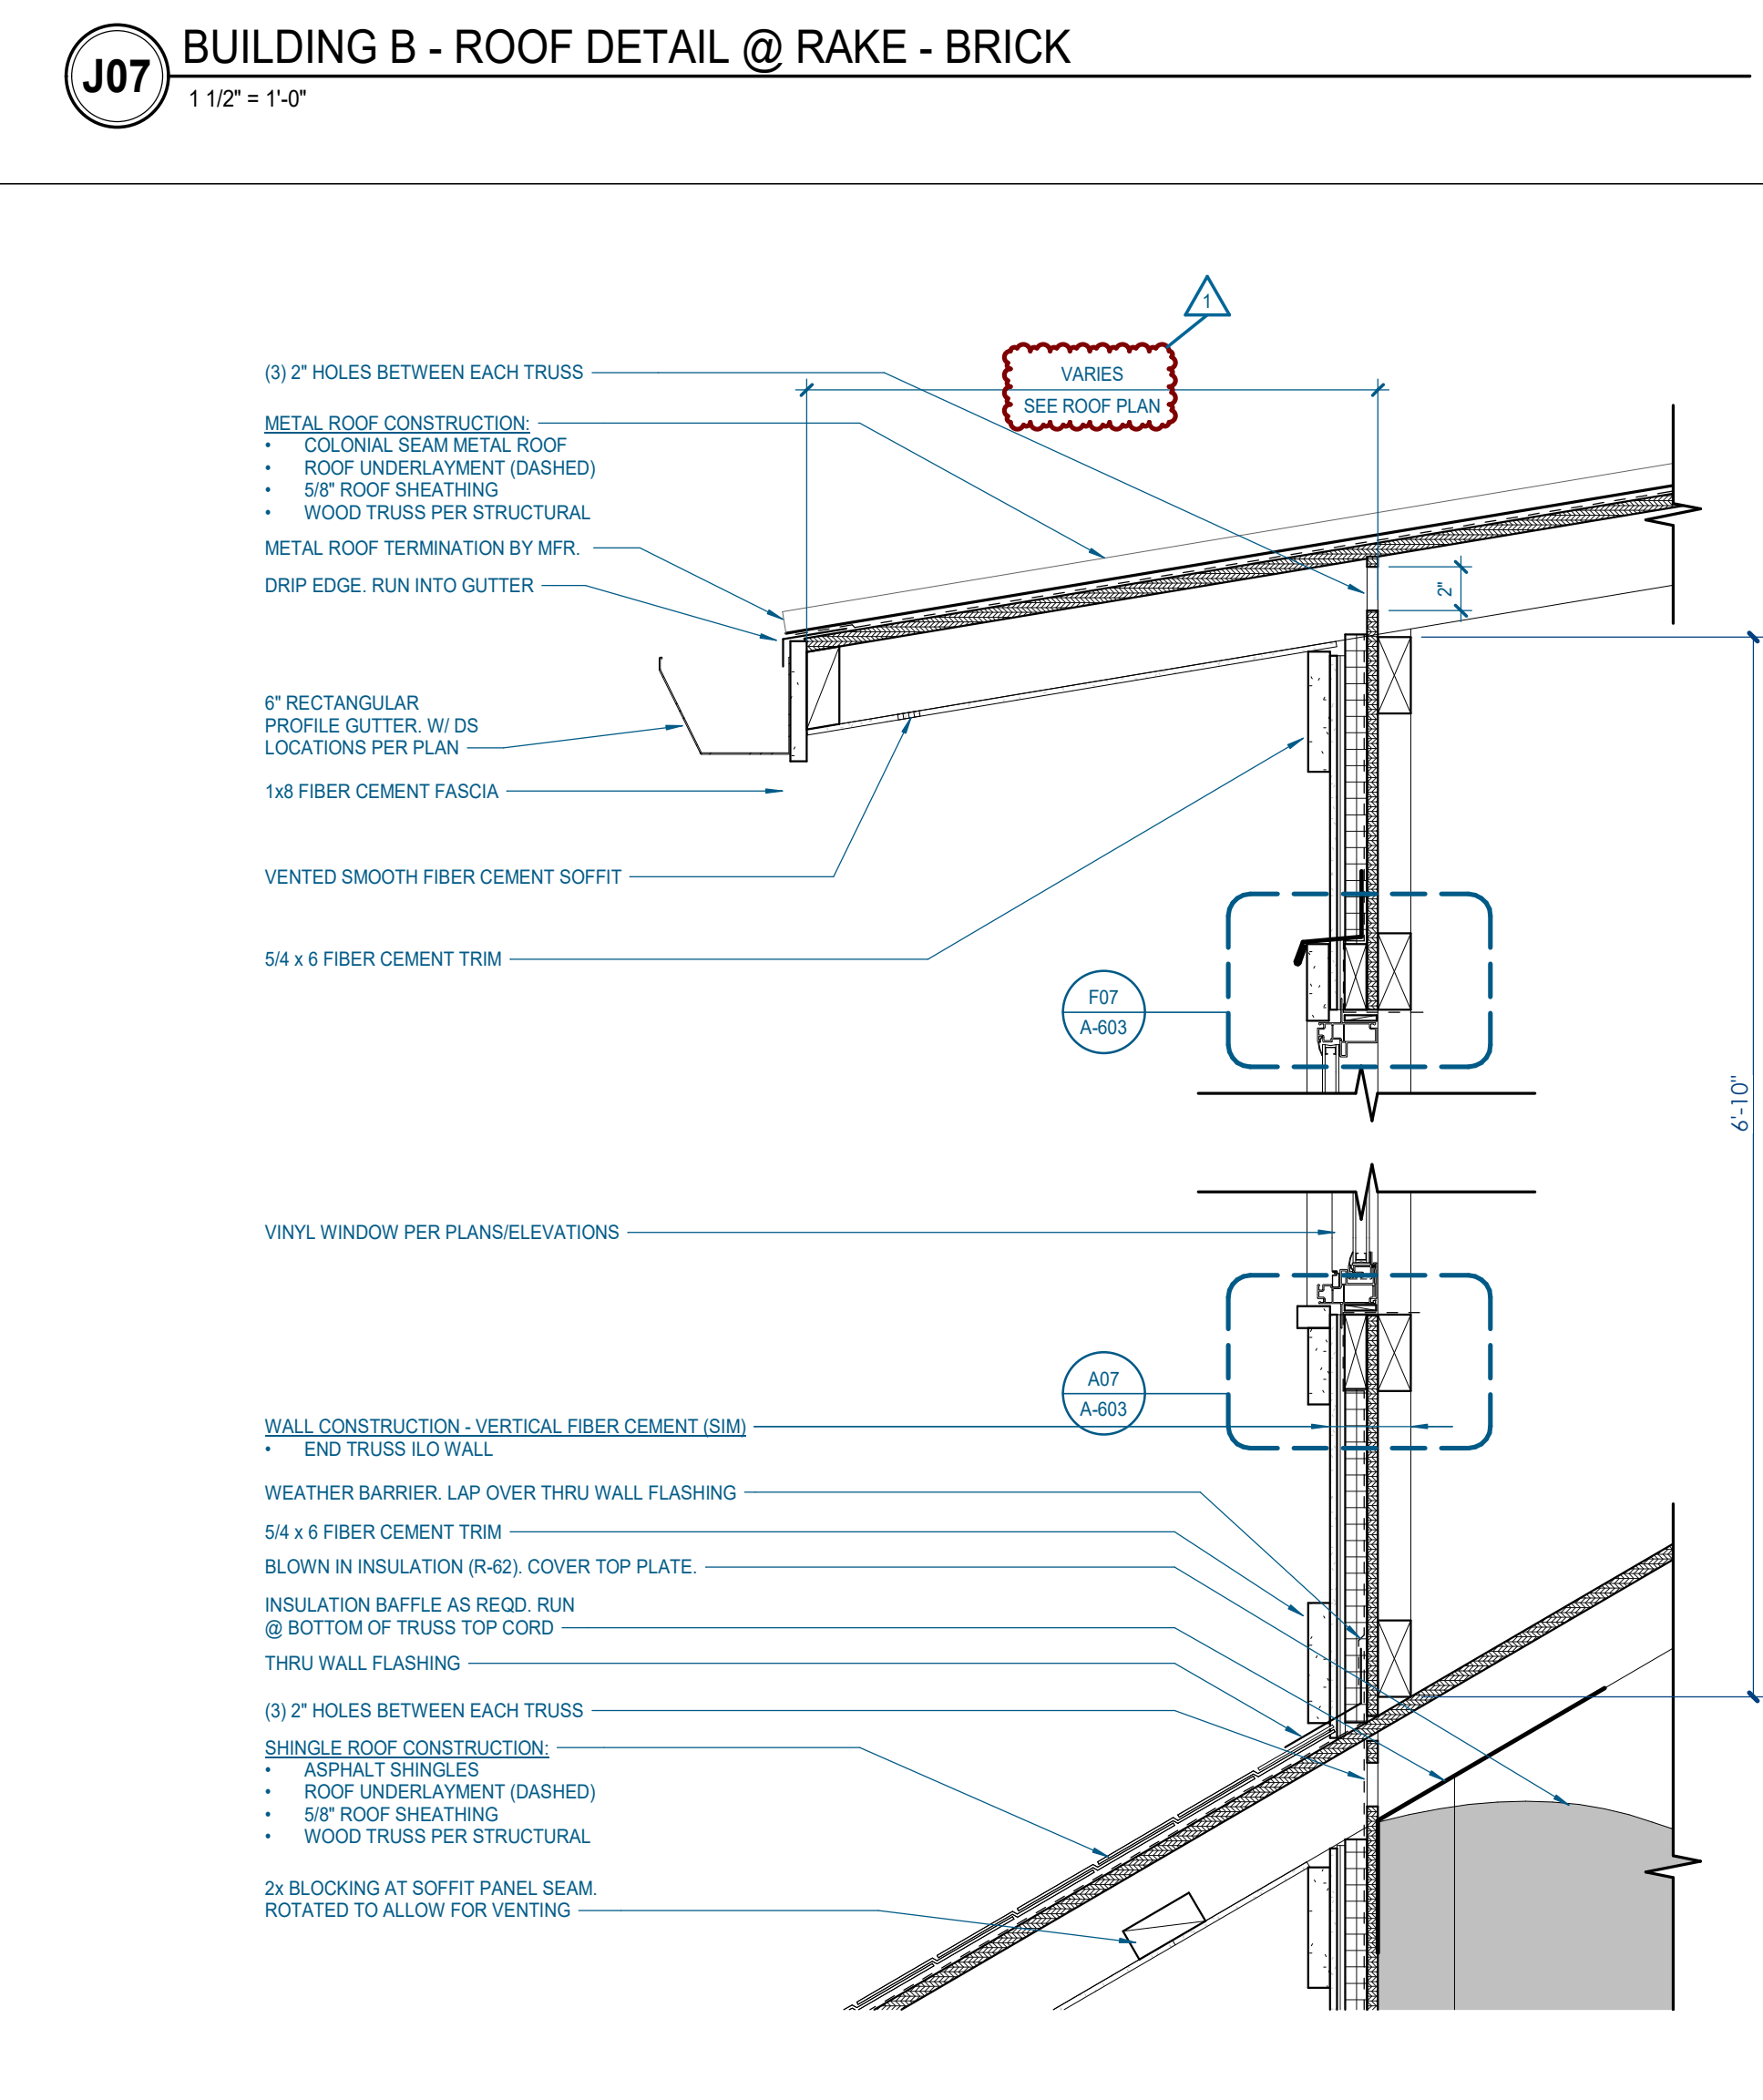 J07
BUILDING B - ROOF DETAIL @ RAKE - BRICK
1 1/2" = 1'-0"
1
VARIES
SEE ROOF PLAN
(3) 2" HOLES BETWEEN EACH TRUSS
METAL ROOF CONSTRUCTION:
• COLONIAL SEAM METAL ROOF
• ROOF UNDERLAYMENT (DASHED)
• 5/8" ROOF SHEATHING
• WOOD TRUSS PER STRUCTURAL
METAL ROOF TERMINATION BY MFR.
DRIP EDGE. RUN INTO GUTTER
2"
6" RECTANGULAR
PROFILE GUTTER. W/ DS
LOCATIONS PER PLAN
1x8 FIBER CEMENT FASCIA
VENTED SMOOTH FIBER CEMENT SOFFIT
5/4 x 6 FIBER CEMENT TRIM
F07
A-603
6'-10"
VINYL WINDOW PER PLANS/ELEVATIONS
A07
A-603
WALL CONSTRUCTION - VERTICAL FIBER CEMENT (SIM)
• END TRUSS ILO WALL
WEATHER BARRIER. LAP OVER THRU WALL FLASHING
5/4 x 6 FIBER CEMENT TRIM
BLOWN IN INSULATION (R-62). COVER TOP PLATE.
INSULATION BAFFLE AS REQD. RUN
@ BOTTOM OF TRUSS TOP CORD
THRU WALL FLASHING
(3) 2" HOLES BETWEEN EACH TRUSS
SHINGLE ROOF CONSTRUCTION:
• ASPHALT SHINGLES
• ROOF UNDERLAYMENT (DASHED)
• 5/8" ROOF SHEATHING
• WOOD TRUSS PER STRUCTURAL
2x BLOCKING AT SOFFIT PANEL SEAM.
ROTATED TO ALLOW FOR VENTING